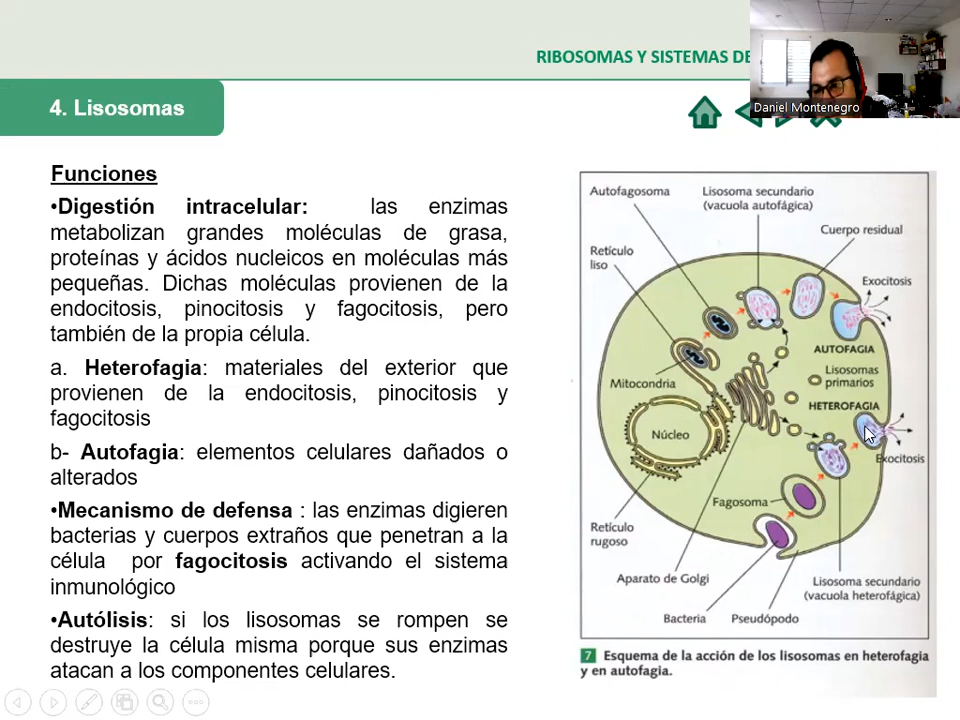 RIBOSOMAS Y SISTEMAS DE
Daniel Montenegro
4. Lisosomas
Funciones
•Digestión intracelular: las enzimas
metabolizan grandes moléculas de grasa,
proteínas y ácidos nucleicos en moléculas más
pequeñas. Dichas moléculas provienen de la
endocitosis, pinocitosis y fagocitosis, pero
también de la propia célula.
a. Heterofagia: materiales del exterior que
provienen de la endocitosis, pinocitosis y
fagocitosis
b- Autofagia: elementos celulares dañados o
alterados
•Mecanismo de defensa : las enzimas digieren
bacterias y cuerpos extraños que penetran a la
célula por fagocitosis activando el sistema
inmunológico
•Autólisis: si los lisosomas se rompen se
destruye la célula misma porque sus enzimas
atacan a los componentes celulares.
Autofagosoma
Lisosoma secundario
(vacuola autofágica)
Cuerpo residual
Retículo
liso
Exocitosis
AUTOFAGIA
Mitocondria
Lisosomas
primarios
HETEROFAGIA
Núcleo
Exocitosis
Fagosoma
Retículo
rugoso
Aparato de Golgi
Lisosoma secundario
(vacuola heterofágica)
Bacteria
Pseudópodo
7 Esquema de la acción de los lisosomas en heterofagia
y en autofagia.